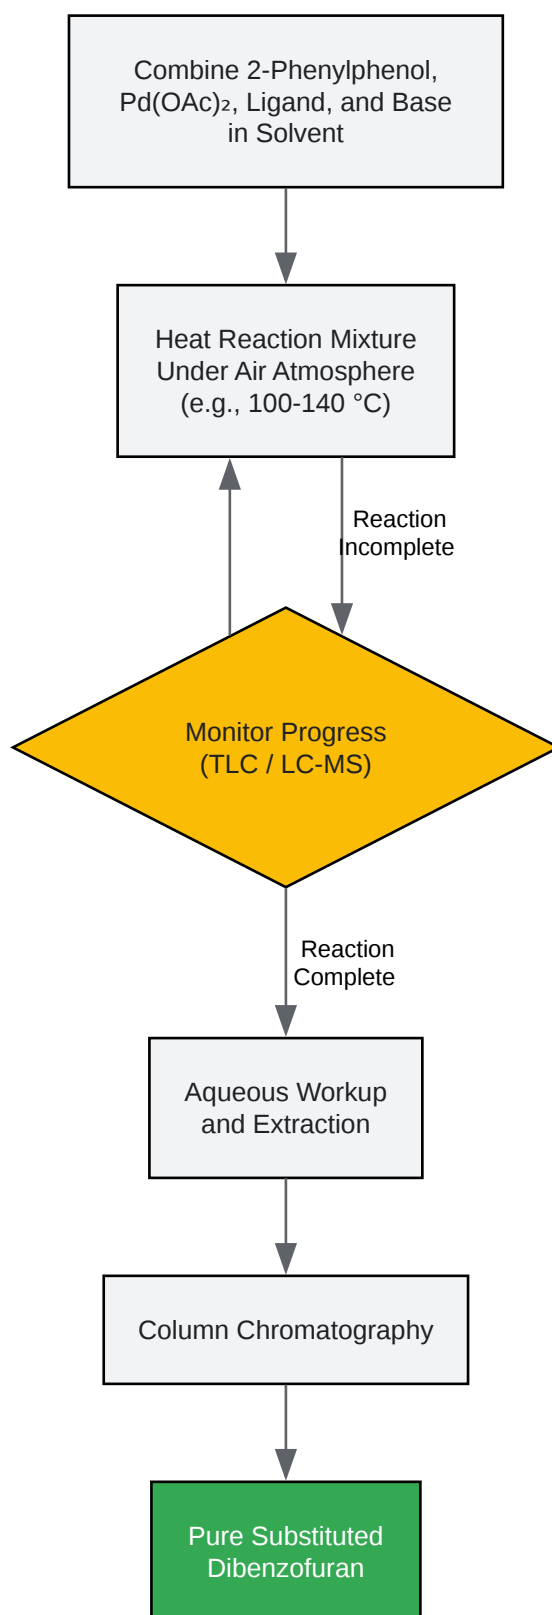 Combine 2-Phenylphenol,
Pd(OAc)₂, Ligand, and Base
in Solvent
Heat Reaction Mixture
Under Air Atmosphere
(e.g., 100-140 °C)
Reaction
Incomplete
Monitor Progress
(TLC / LC-MS)
Reaction
Complete
Aqueous Workup
and Extraction
Column Chromatography
Pure Substituted
Dibenzofuran